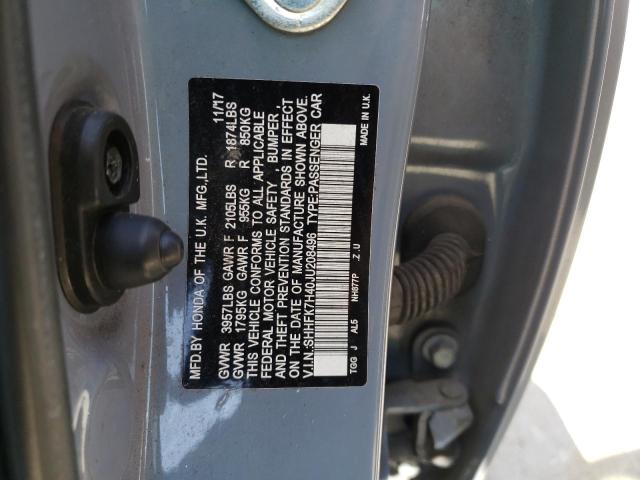 MFD.BY HONDA OF THE U.K. MFG.,LTD. 11/17
GVWR 3957LBS GAWR F 2105LBS R 1874LBS
GVWR 1795KG GAWR F 955KG R 850KG
THIS VEHICLE CONFORMS TO ALL APPLICABLE
FEDERAL MOTOR VEHICLE SAFETY , BUMPER ,
AND THEFT PREVENTION STANDARDS IN EFFECT
ON THE DATE OF MANUFACTURE SHOWN ABOVE.
V.I.N.:SHHFK7H40JU208496 TYPE:PASSENGER CAR
TGG J AL5 NH877P .Z .U MADE IN U.K.